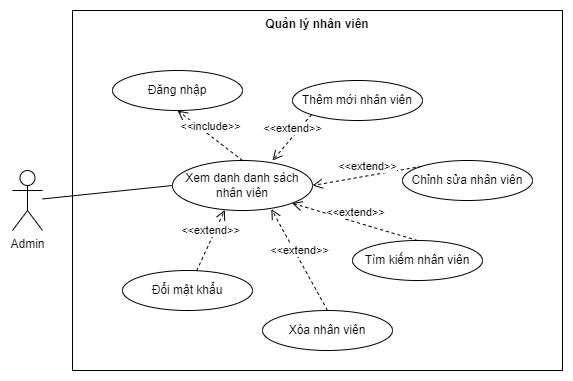 Quản lý nhân viên
Đăng nhập
Thêm mới nhân viên
<<include>>
<<extend>>
Xem danh danh sách
nhân viên
<<extend>>
Chỉnh sửa nhân viên
Admin
<<extend>>
<<extend>>
<<extend>>
Tìm kiếm nhân viên
Đổi mật khẩu
Xóa nhân viên